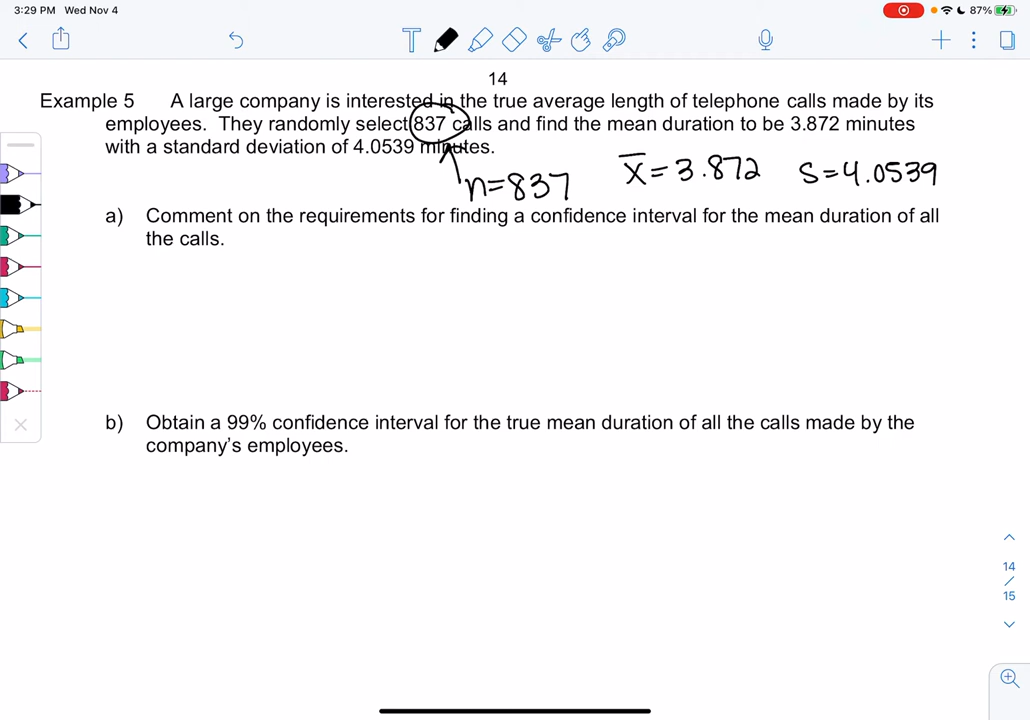 3:29 PM Wed Nov 4
87%
14
Example 5 A large company is interested in the true average length of telephone calls made by its
employees. They randomly select 837 calls and find the mean duration to be 3.872 minutes
with a standard deviation of 4.0539 minutes.
n=837
x̅=3.872
s=4.0539
a) Comment on the requirements for finding a confidence interval for the mean duration of all
the calls.
b) Obtain a 99% confidence interval for the true mean duration of all the calls made by the
company's employees.
14
/
15